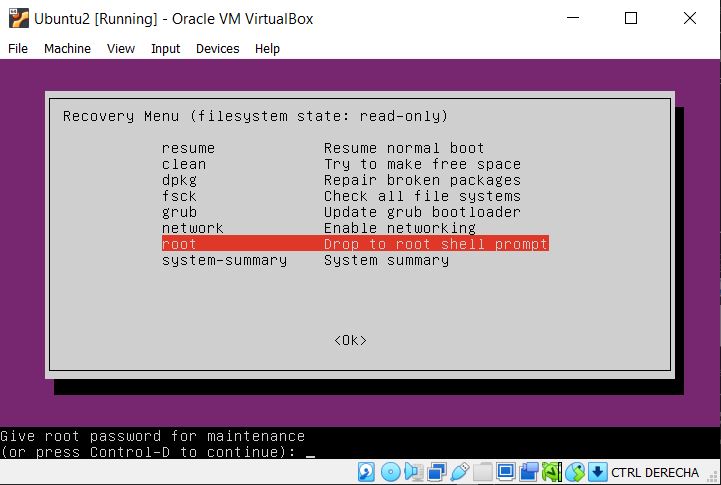 Ubuntu2 [Running] - Oracle VM VirtualBox
File Machine View Input Devices Help
Recovery Menu (filesystem state: read-only)
resume Resume normal boot
clean Try to make free space
dpkg Repair broken packages
fsck Check all file systems
grub Update grub bootloader
network Enable networking
root Drop to root shell prompt
system-summary System summary
<Ok>
Give root password for maintenance
(or press Control-D to continue): _
CTRL DERECHA